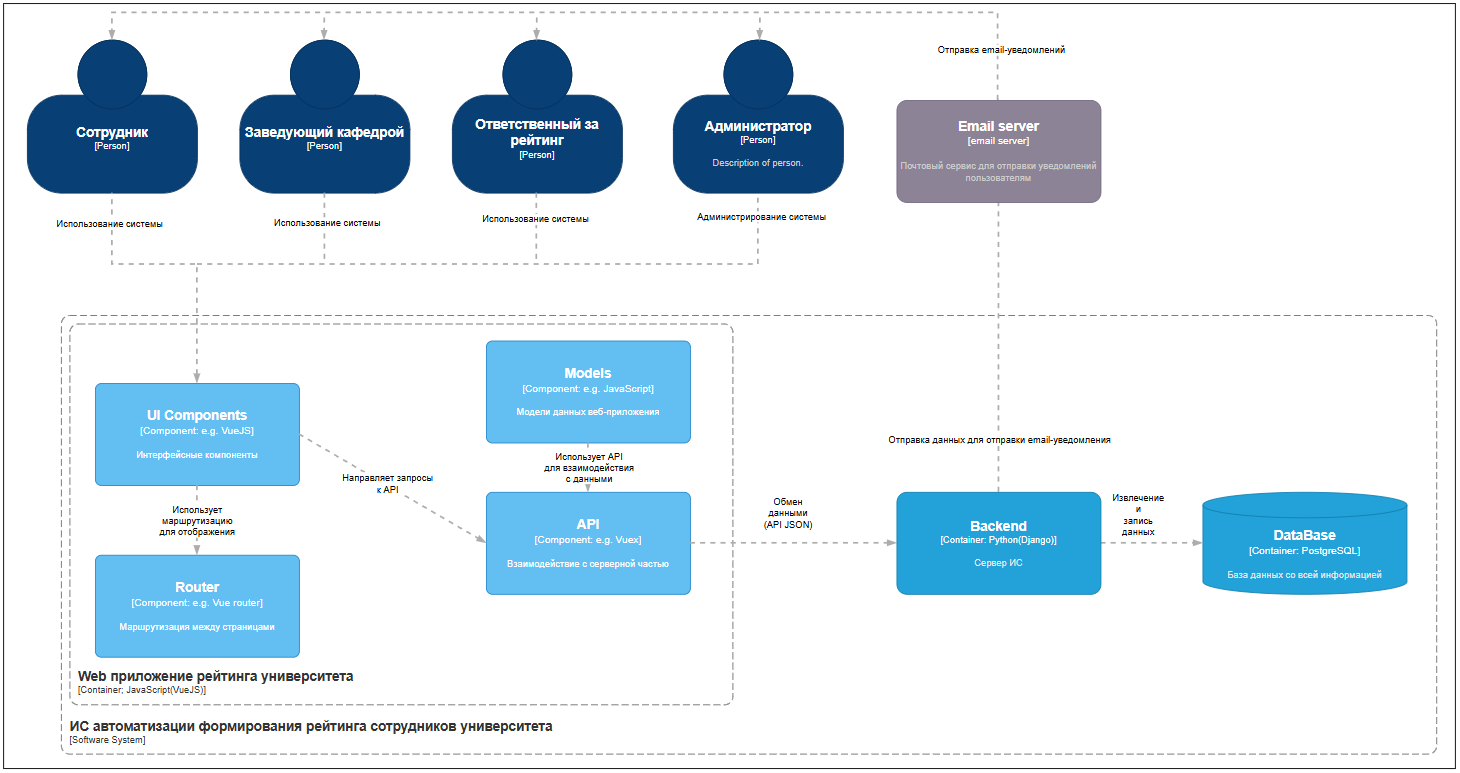 Отправка email-уведомлений
Сотрудник
[Person]
Заведующий кафедрой
[Person]
Ответственный за
рейтинг
[Person]
Администратор
[Person]
Description of person.
Email server
[email server]
Почтовый сервис для отправки уведомлений
пользователям
Использование системы
Использование системы
Использование системы
Администрирование системы
Models
[Component: e.g. JavaScript]
Модели данных веб-приложения
UI Components
[Component: e.g. VueJS]
Интерфейсные компоненты
Отправка данных для отправки email-уведомления
Использует API
для взаимодействия
с данными
Направляет запросы
к API
Использует
маршрутизацию
для отображения
API
[Component: e.g. Vuex]
Взаимодействие с серверной частью
Обмен
данными
(API JSON)
Backend
[Container: Python(Django)]
Сервер ИС
Извлечение
и
запись
данных
DataBase
[Container: PostgreSQL]
База данных со всей информацией
Router
[Component: e.g. Vue router]
Маршрутизация между страницами
Web приложение рейтинга университета
[Container; JavaScript(VueJS)]
ИС автоматизации формирования рейтинга сотрудников университета
[Software System]